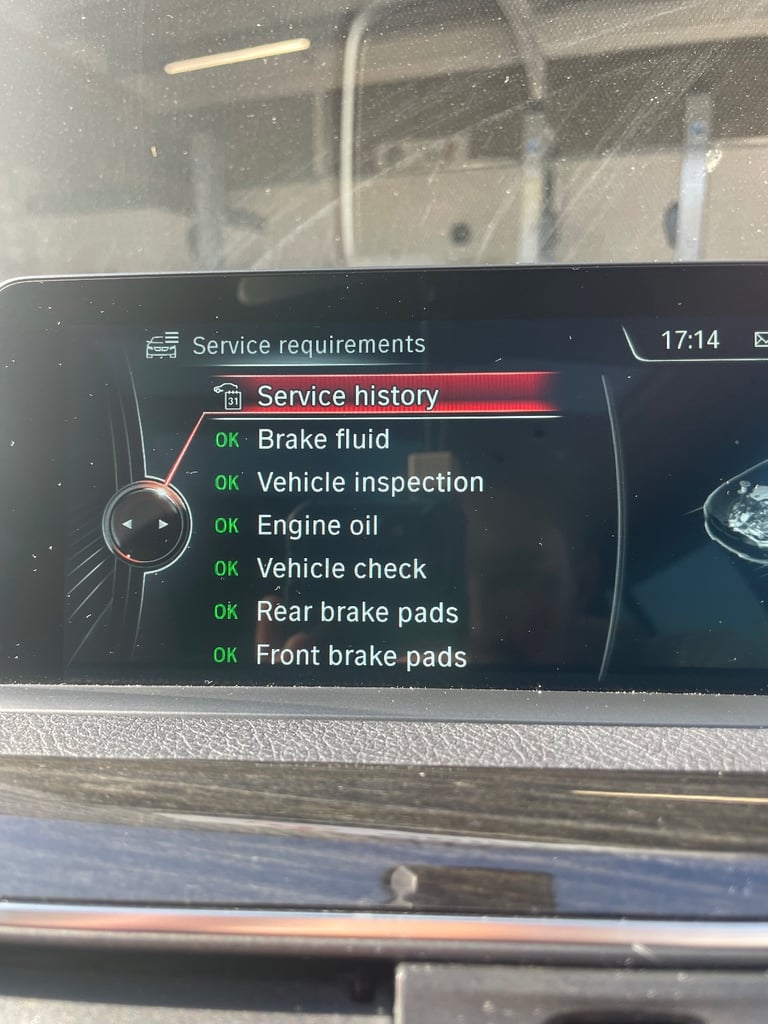 Service requirements
17:14
31
Service history
OK Brake fluid
OK Vehicle inspection
OK Engine oil
OK Vehicle check
OK Rear brake pads
OK Front brake pads